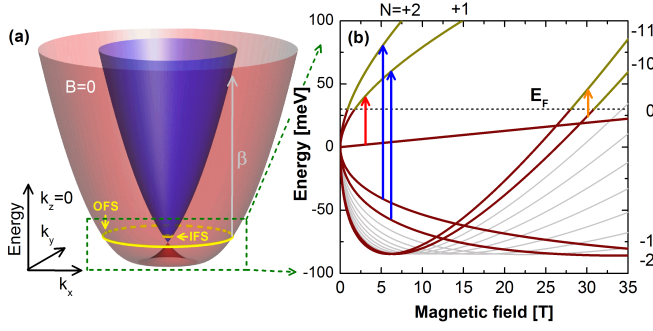 (a)
B=0
β
k_z=0
OFS
IFS
Energy
k_y
k_x
N=+2 +1
(b)
100
50
0
-50
-100
Energy [meV]
E_F
-11
-10
0
-1
-2
0 5 10 15 20 25 30 35
Magnetic field [T]